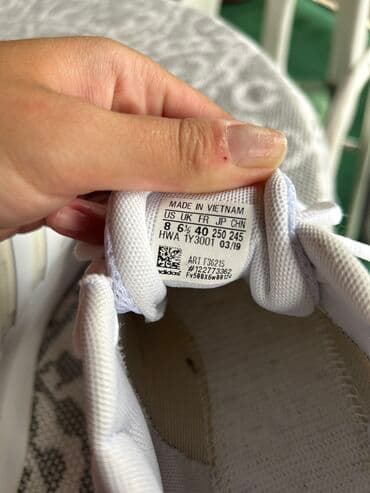 MADE IN VIETNAM
US UK FR JP CHN
8 6½ 40 250 245
HWA 1Y3001 03/19
ART F36215
#122773362
adidas